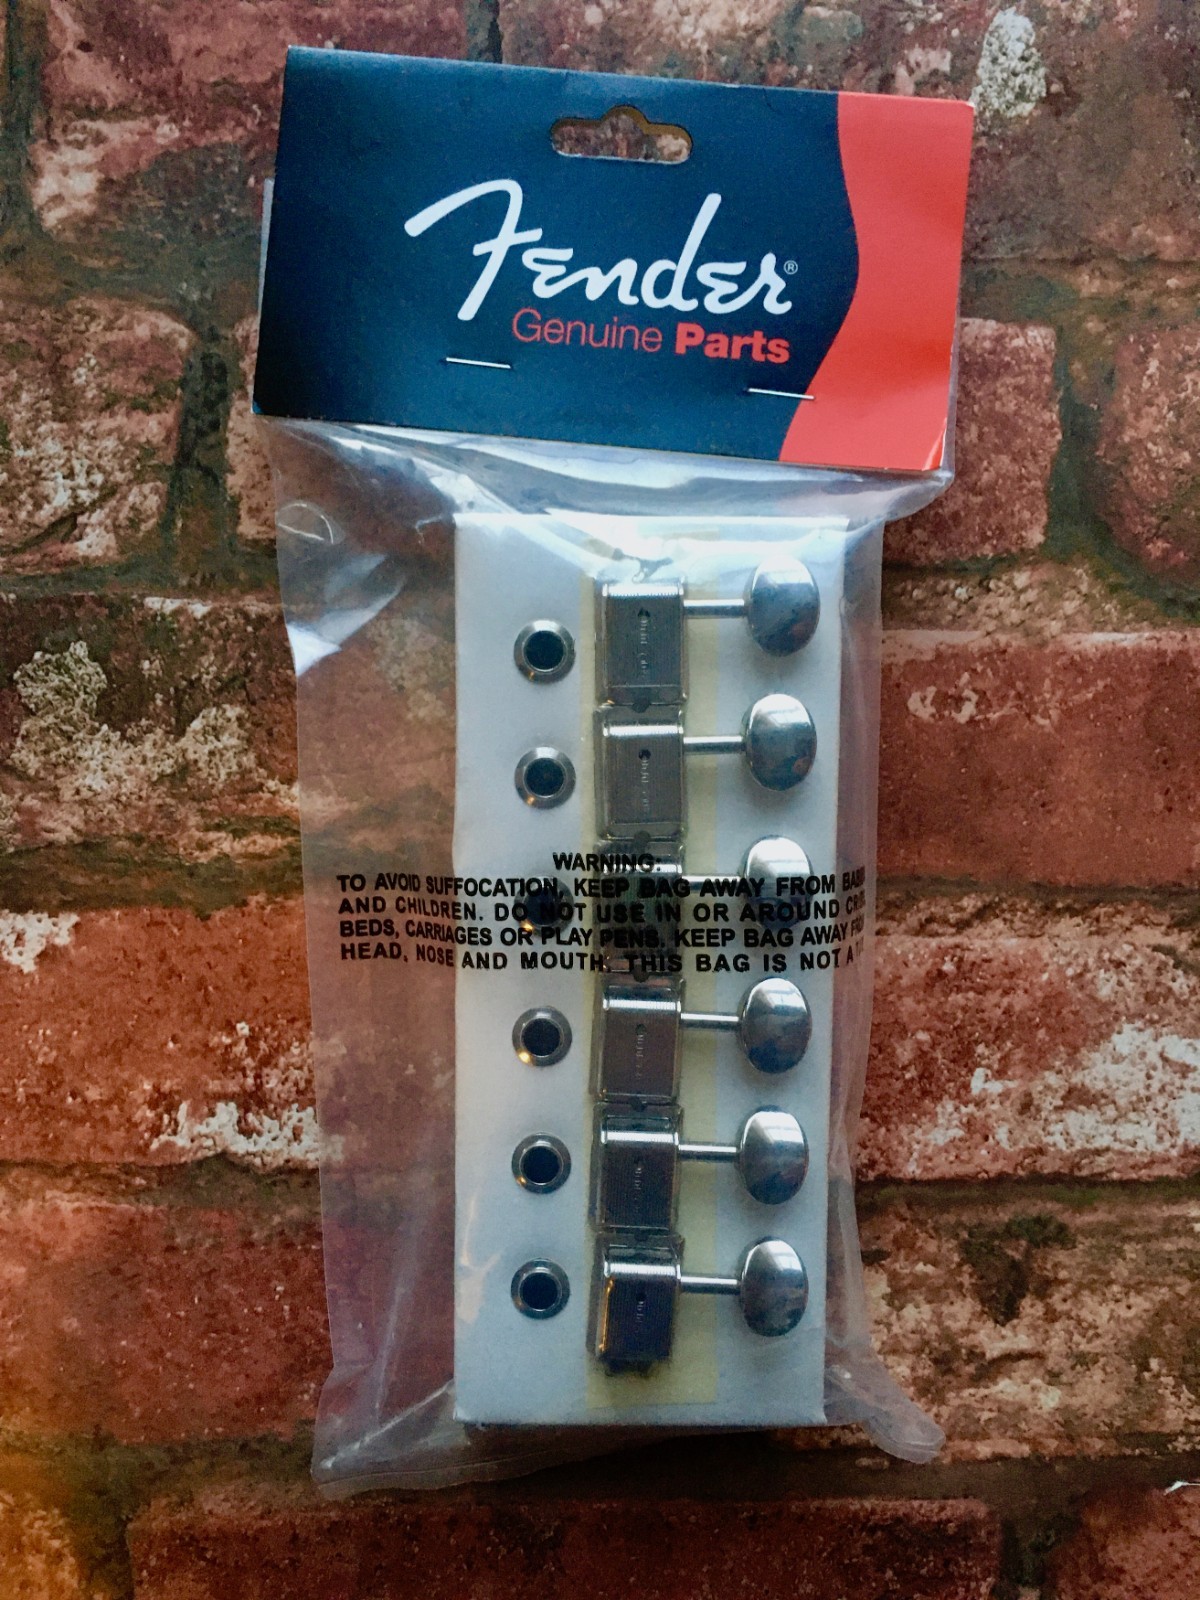 Fender®
Genuine Parts
WARNING:
TO AVOID SUFFOCATION, KEEP BAG AWAY FROM
AND CHILDREN. DO NOT USE IN OR AROUND
BEDS, CARRIAGES OR PLAY PENS. KEEP BAG AWAY
HEAD, NOSE AND MOUTH. THIS BAG IS NOT A